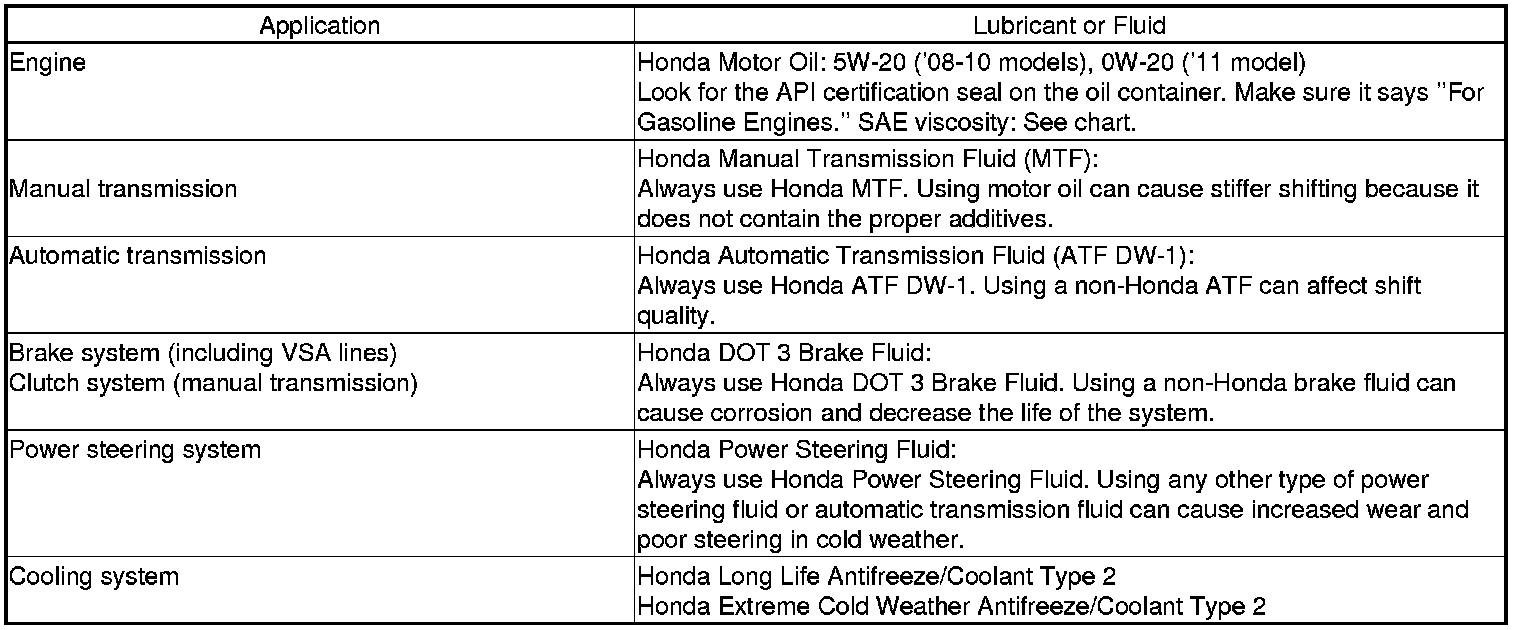 Application
Lubricant or Fluid
Engine
Honda Motor Oil: 5W-20 ('08-10 models), 0W-20 ('11 model)
Look for the API certification seal on the oil container. Make sure it says "For
Gasoline Engines." SAE viscosity: See chart.
Manual transmission
Honda Manual Transmission Fluid (MTF):
Always use Honda MTF. Using motor oil can cause stiffer shifting because it
does not contain the proper additives.
Automatic transmission
Honda Automatic Transmission Fluid (ATF DW-1):
Always use Honda ATF DW-1. Using a non-Honda ATF can affect shift
quality.
Brake system (including VSA lines)
Clutch system (manual transmission)
Honda DOT 3 Brake Fluid:
Always use Honda DOT 3 Brake Fluid. Using a non-Honda brake fluid can
cause corrosion and decrease the life of the system.
Power steering system
Honda Power Steering Fluid:
Always use Honda Power Steering Fluid. Using any other type of power
steering fluid or automatic transmission fluid can cause increased wear and
poor steering in cold weather.
Cooling system
Honda Long Life Antifreeze/Coolant Type 2
Honda Extreme Cold Weather Antifreeze/Coolant Type 2